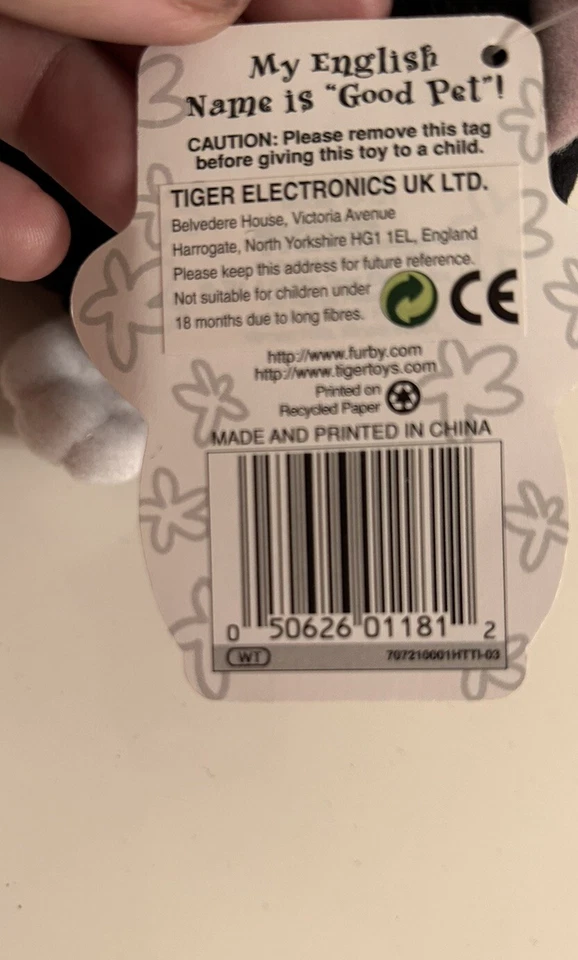 My English
Name is "Good Pet"!
CAUTION: Please remove this tag
before giving this toy to a child.
TIGER ELECTRONICS UK LTD.
Belvedere House, Victoria Avenue
Harrogate, North Yorkshire HG1 1EL, England
Please keep this address for future reference.
Not suitable for children under
18 months due to long fibres.
CE
http://www.furby.com
http://www.tigertoys.com
Printed on
Recycled Paper
MADE AND PRINTED IN CHINA
0 50626 01181 2
WT 707210001HTTI-03